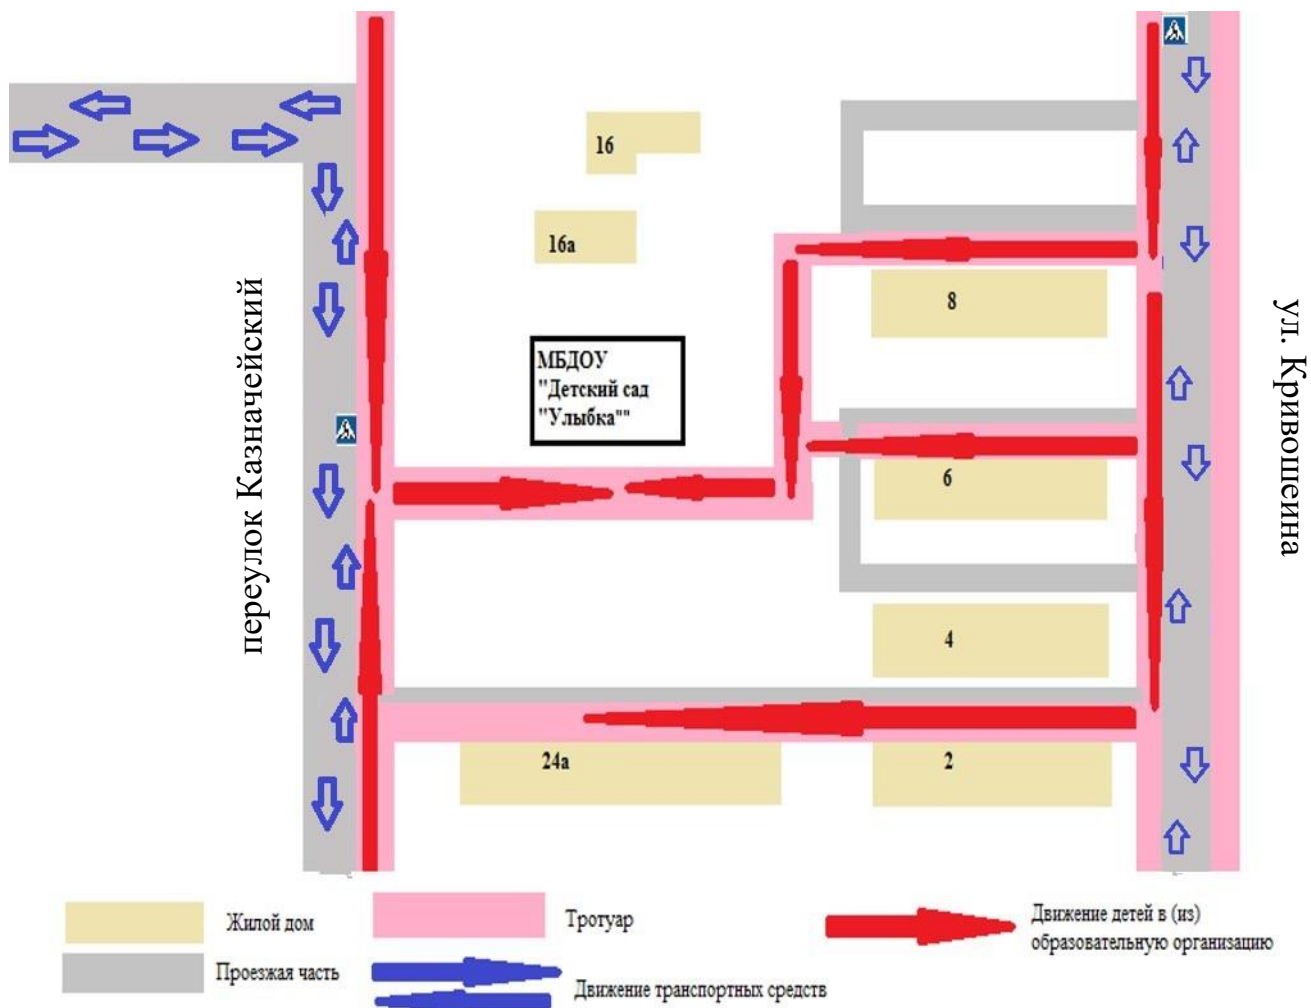 16
16а
8
МБДОУ
"Детский сад
"Улыбка""
6
4
24а
2
переулок Казначейский
ул. Кривошеина
Жилой дом
Тротуар
Движение детей в (из)
образовательную организацию
Проезжая часть
Движение транспортных средств